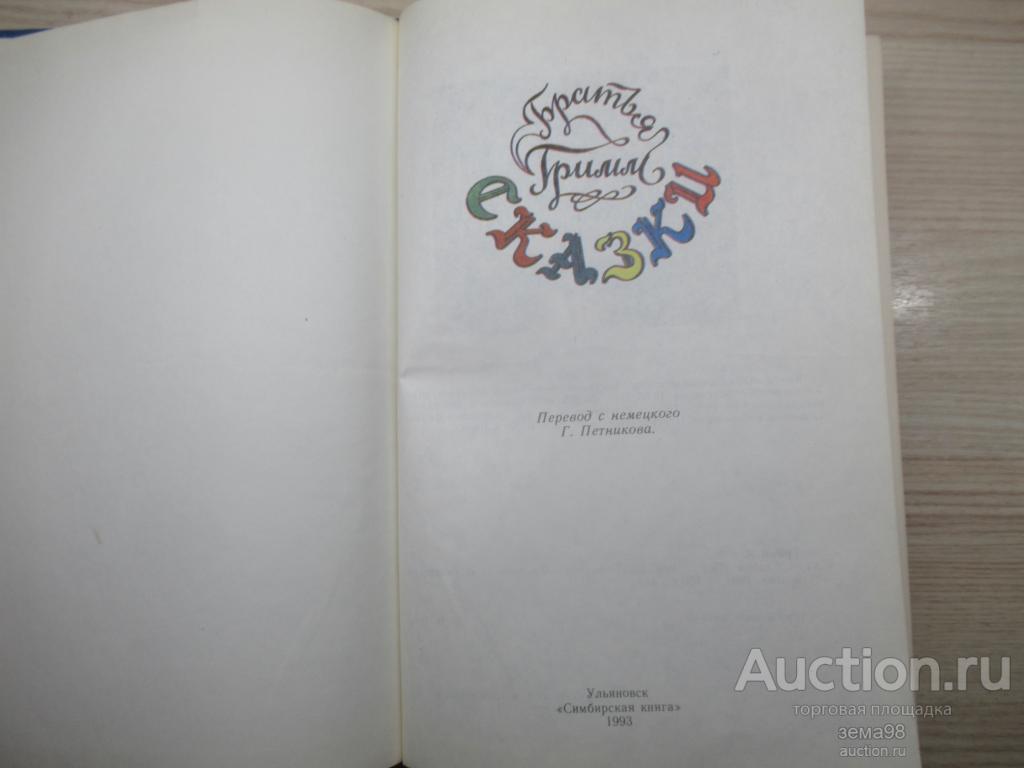 Братья
Гримм
СКАЗКИ
Перевод с немецкого
Г. Петникова.
Ульяновск
«Симбирская книга»
1993
Auction.ru
торговая площадка
зема98
auction.ru